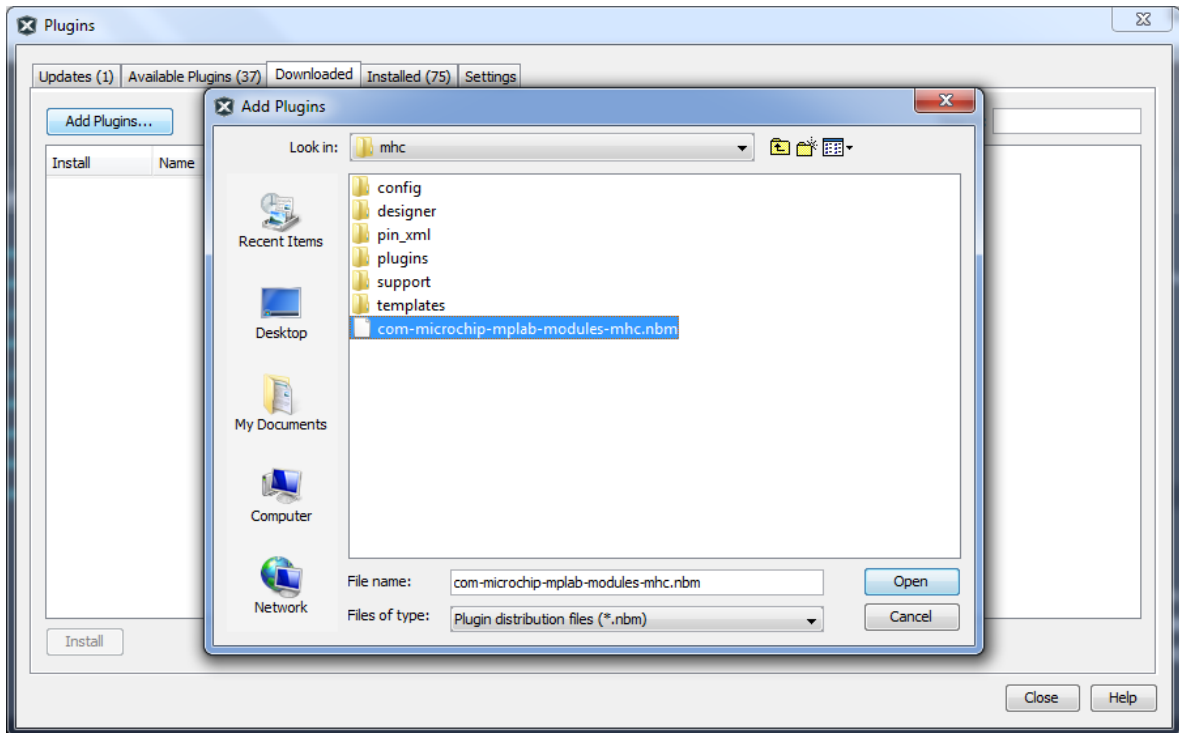 Plugins
Updates (1) Available Plugins (37) Downloaded Installed (75) Settings
Add Plugins...
Install Name
Add Plugins
Look in: mhc
config
designer
pin_xml
plugins
support
templates
com-microchip-mplab-modules-mhc.nbm
Recent Items
Desktop
My Documents
Computer
Network
File name: com-microchip-mplab-modules-mhc.nbm Open
Files of type: Plugin distribution files (*.nbm) Cancel
Install
Close Help